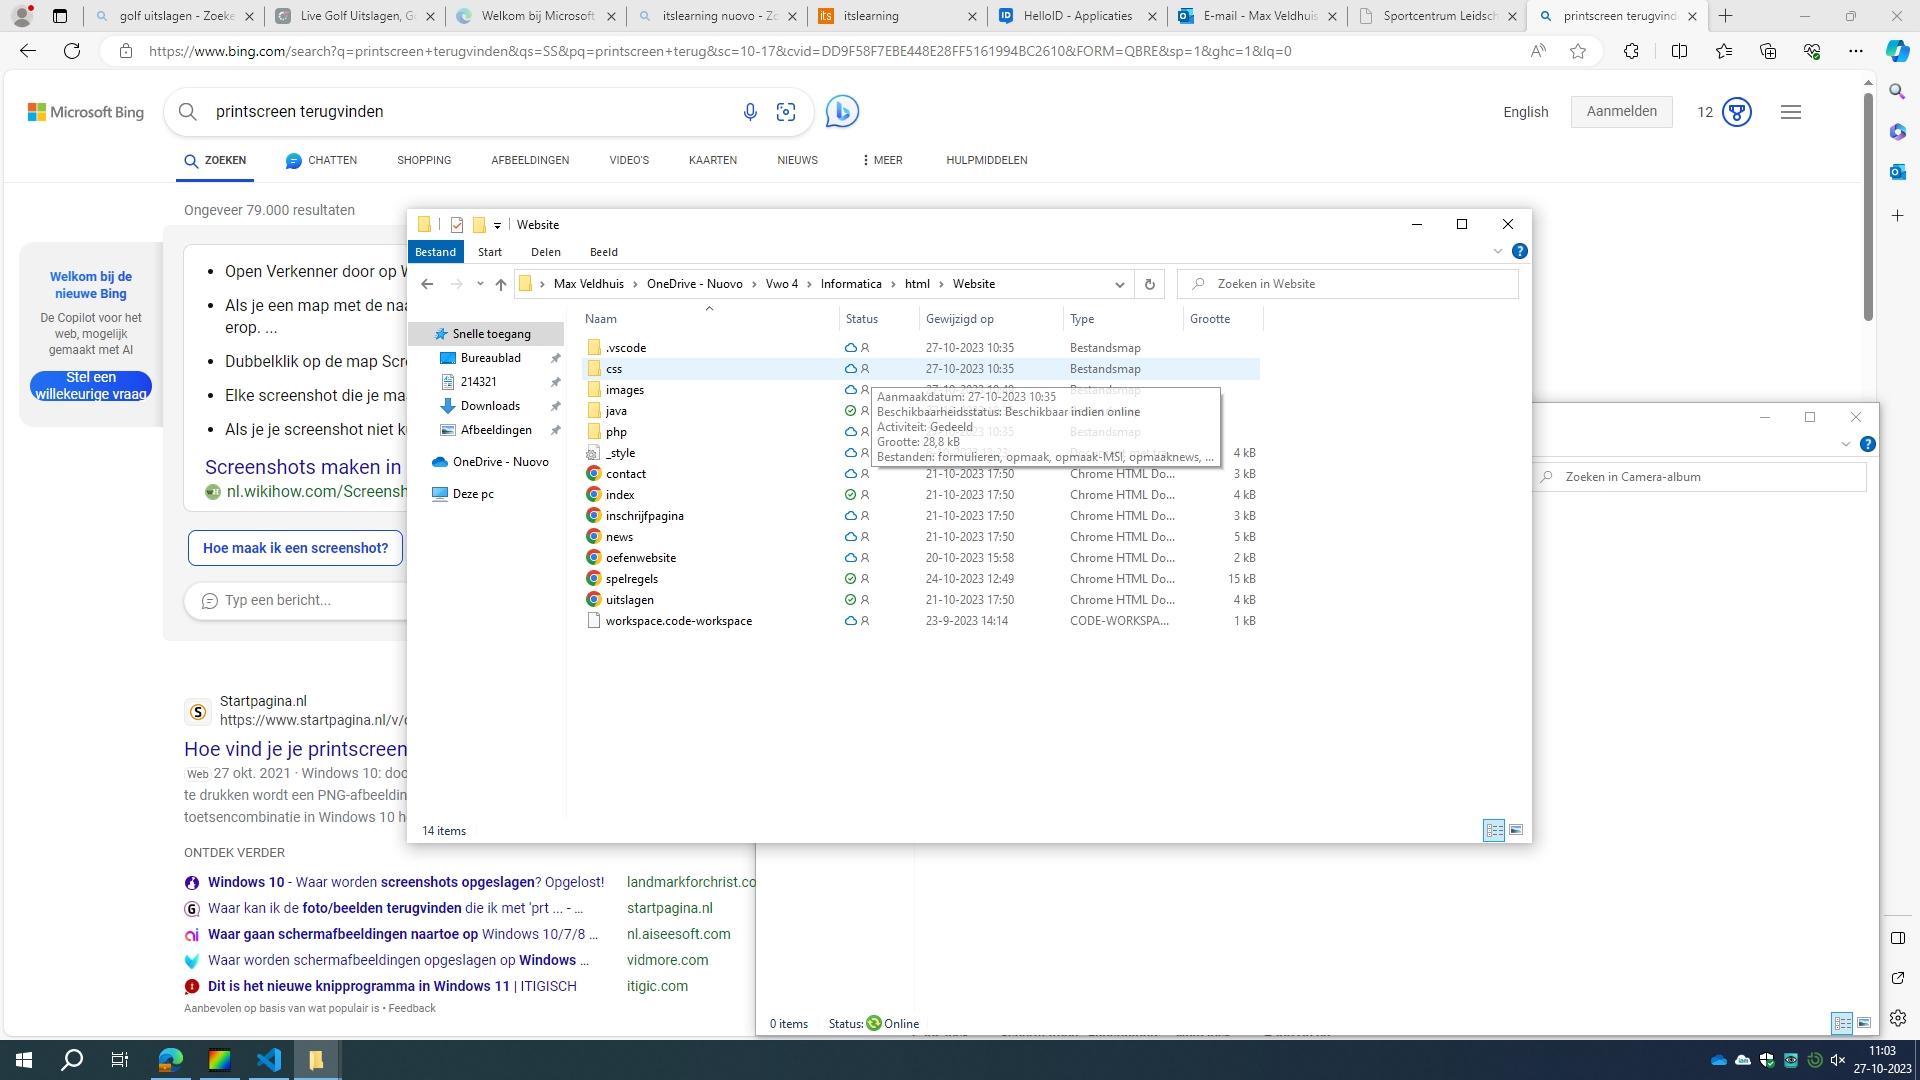 golf uitslagen - Zoeke
Live Golf Uitslagen, Go
Welkom bij Microsoft
itslearning nuovo - Zo
itslearning
HelloID - Applicaties
E-mail - Max Veldhuis
Sportcentrum Leidsch
printscreen terugvind
https://www.bing.com/search?q=printscreen+terugvinden&qs=SS&pq=printscreen+terug&sc=10-17&cvid=DD9F58F7EBE448E28FF5161994BC2610&FORM=QBRE&sp=1&ghc=1&lq=0
Microsoft Bing
printscreen terugvinden
English
Aanmelden
12
ZOEKEN
CHATTEN
SHOPPING
AFBEELDINGEN
VIDEO'S
KAARTEN
NIEUWS
MEER
HULPMIDDELEN
Ongeveer 79.000 resultaten
Welkom bij de
nieuwe Bing
De Copilot voor het
web, mogelijk
gemaakt met AI
Stel een
willekeurige vraag
• Open Verkenner door op W
• Als je een map met de naa
erop. ...
• Dubbelklik op de map Scre
• Elke screenshot die je maa
• Als je je screenshot niet k
Screenshots maken in
nl.wikihow.com/Screensh
Hoe maak ik een screenshot?
Typ een bericht...
Startpagina.nl
https://www.startpagina.nl/v/c
Hoe vind je je printscreen
Web 27 okt. 2021 · Windows 10: doo
te drukken wordt een PNG-afbeeldin
toetsencombinatie in Windows 10 h
ONTDEK VERDER
Windows 10 - Waar worden screenshots opgeslagen? Opgelost! landmarkforchrist.co
Waar kan ik de foto/beelden terugvinden die ik met 'prt ... - ... startpagina.nl
Waar gaan schermafbeeldingen naartoe op Windows 10/7/8 ... nl.aiseesoft.com
Waar worden schermafbeeldingen opgeslagen op Windows ... vidmore.com
Dit is het nieuwe knipprogramma in Windows 11 | ITIGISCH itigic.com
Aanbevolen op basis van wat populair is • Feedback
Website
Bestand
Start
Delen
Beeld
Max Veldhuis
OneDrive - Nuovo
Vwo 4
Informatica
html
Website
Zoeken in Website
Snelle toegang
Bureaublad
214321
Downloads
Afbeeldingen
OneDrive - Nuovo
Deze pc
Naam Status Gewijzigd op Type Grootte
.vscode 27-10-2023 10:35 Bestandsmap
css 27-10-2023 10:35 Bestandsmap
images
java
php 10:35 Bestandsmap
_style 4 kB
contact 21-10-2023 17:50 Chrome HTML Do... 3 kB
index 21-10-2023 17:50 Chrome HTML Do... 4 kB
inschrijfpagina 21-10-2023 17:50 Chrome HTML Do... 3 kB
news 21-10-2023 17:50 Chrome HTML Do... 5 kB
oefenwebsite 20-10-2023 15:58 Chrome HTML Do... 2 kB
spelregels 24-10-2023 12:49 Chrome HTML Do... 15 kB
uitslagen 21-10-2023 17:50 Chrome HTML Do... 4 kB
workspace.code-workspace 23-9-2023 14:14 CODE-WORKSPA... 1 kB
Aanmaakdatum: 27-10-2023 10:35
Beschikbaarheidsstatus: Beschikbaar indien online
Activiteit: Gedeeld
Grootte: 28,8 kB
Bestanden: formulieren, opmaak, opmaak-MSI, opmaaknews, ...
14 items
Zoeken in Camera-album
0 items
Status: Online
11:03
27-10-2023